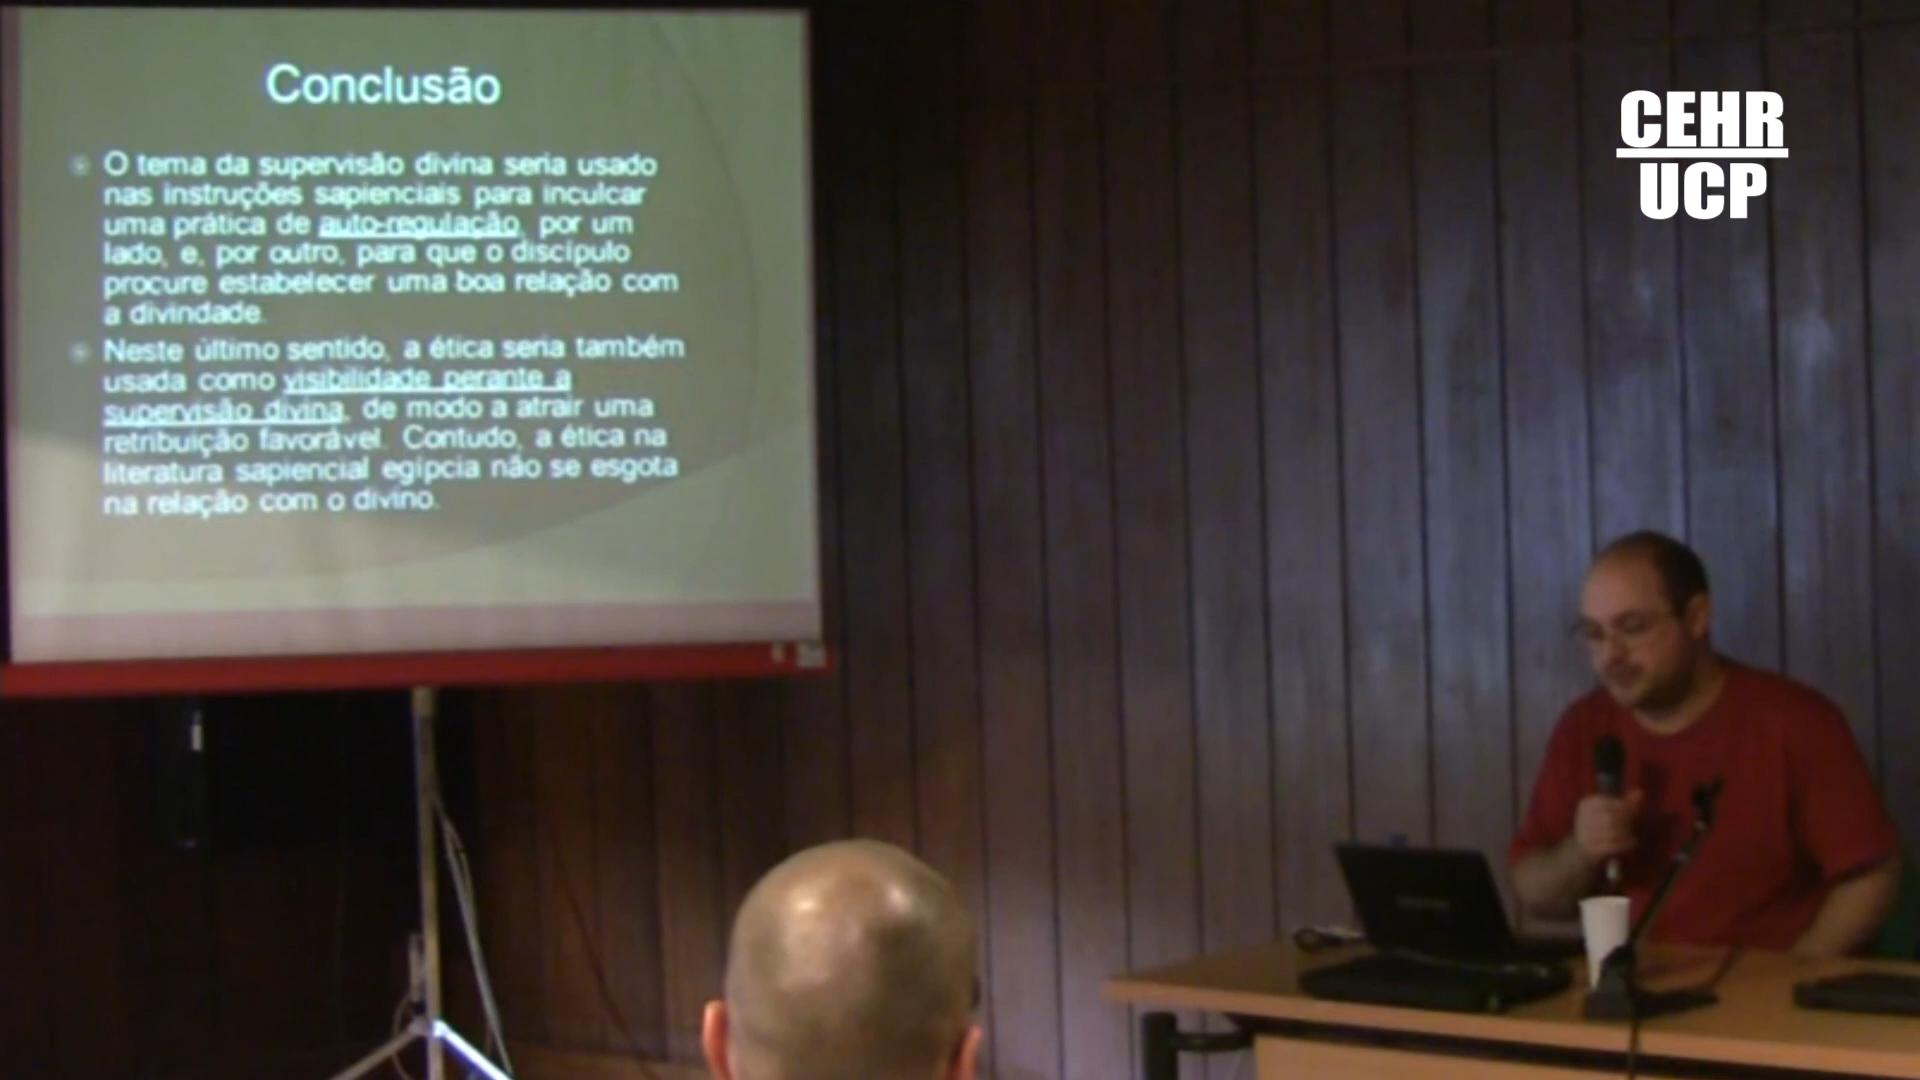 Conclusão
O tema da supervisão divina seria usado
nas instruções sapienciais para inculcar
uma prática de auto-regulação, por um
lado, e, por outro, para que o discípulo
procure estabelecer uma boa relação com
a divindade.
Neste último sentido, a ética seria também
usada como visibilidade perante a
supervisão divina, de modo a atrair uma
retribuição favorável. Contudo, a ética na
literatura sapiencial egípcia não se esgota
na relação com o divino.
CEHR
UCP